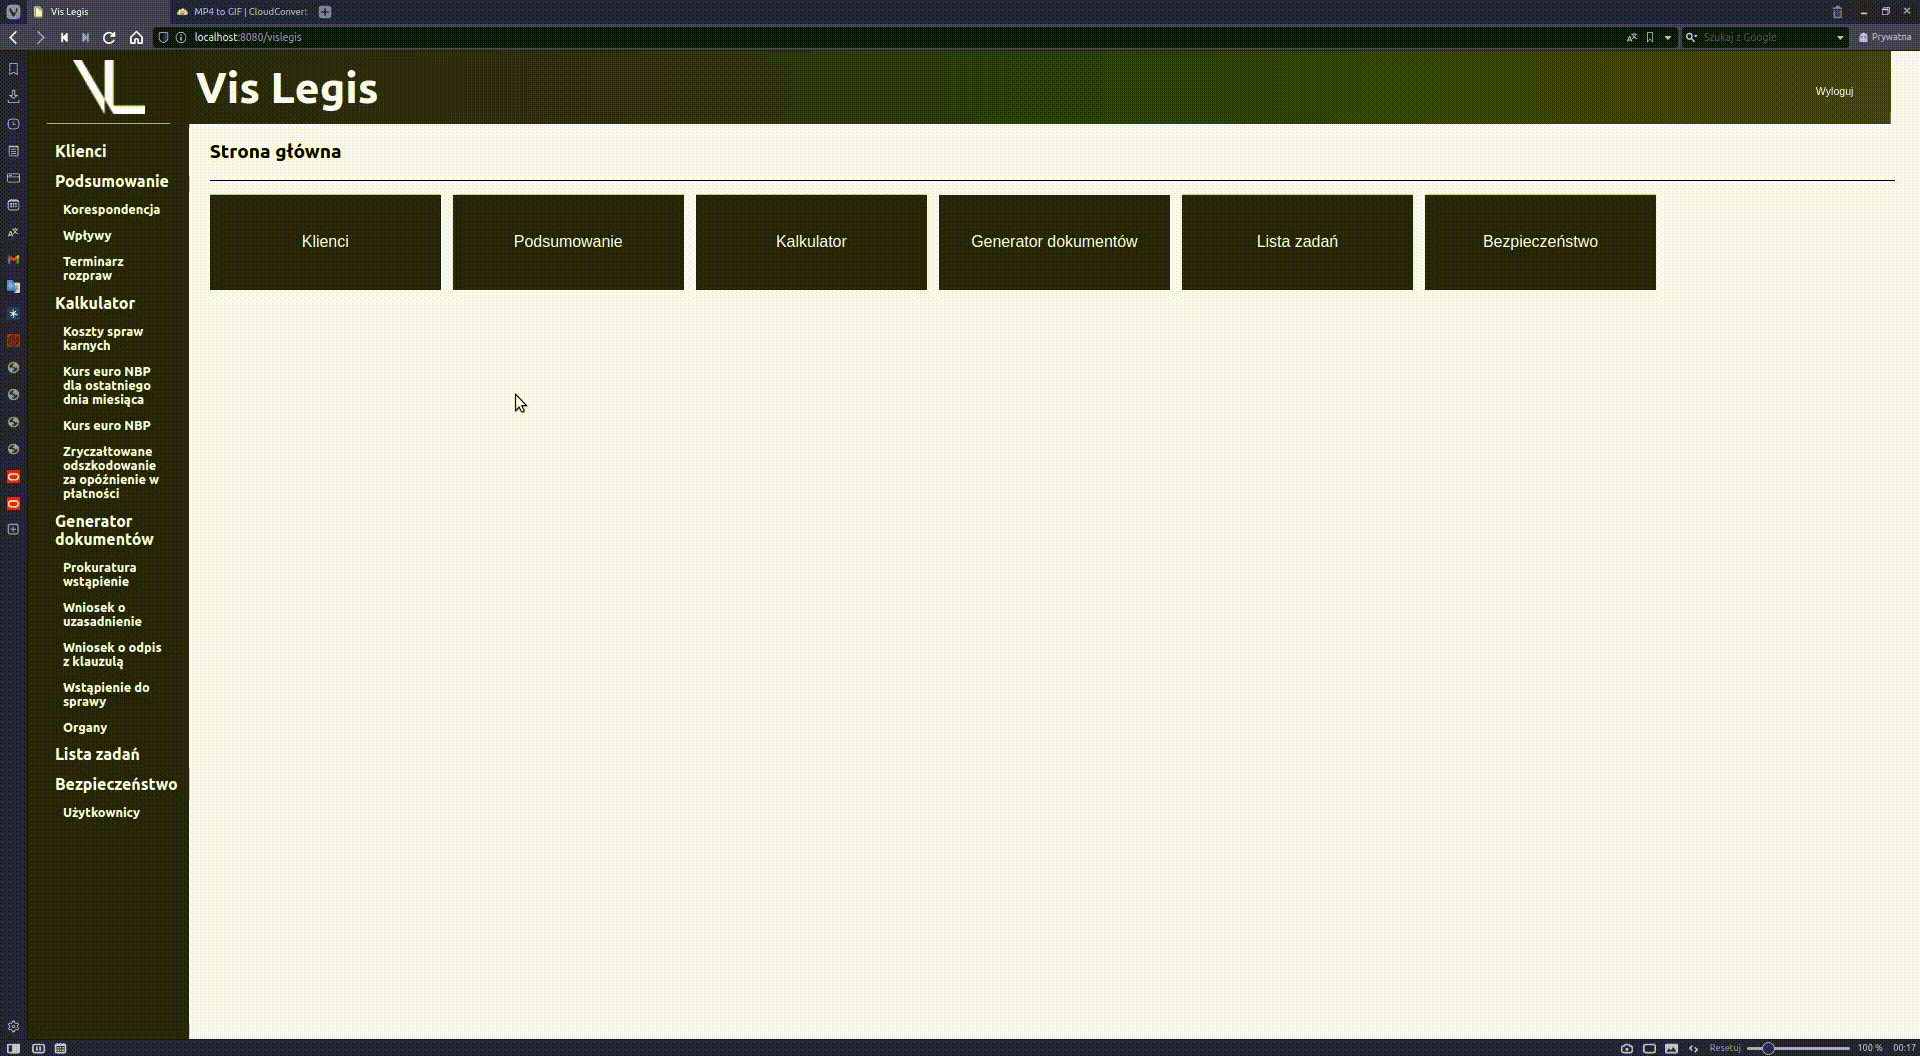 Vis Legis
MP4 to GIF | CloudConvert
localhost:8080/vislegis
Szukaj z Google
Prywatna
VL
Vis Legis
Wyloguj
Klienci
Podsumowanie
Korespondencja
Wpływy
Terminarz
rozpraw
Kalkulator
Koszty spraw
karnych
Kurs euro NBP
dla ostatniego
dnia miesiąca
Kurs euro NBP
Zryczałtowane
odszkodowanie
za opóźnienie w
płatności
Generator
dokumentów
Prokuratura
wstąpienie
Wniosek o
uzasadnienie
Wniosek o odpis
z klauzulą
Wstąpienie do
sprawy
Organy
Lista zadań
Bezpieczeństwo
Użytkownicy
Strona główna
Klienci
Podsumowanie
Kalkulator
Generator dokumentów
Lista zadań
Bezpieczeństwo
Resetuj
100 %
00:17